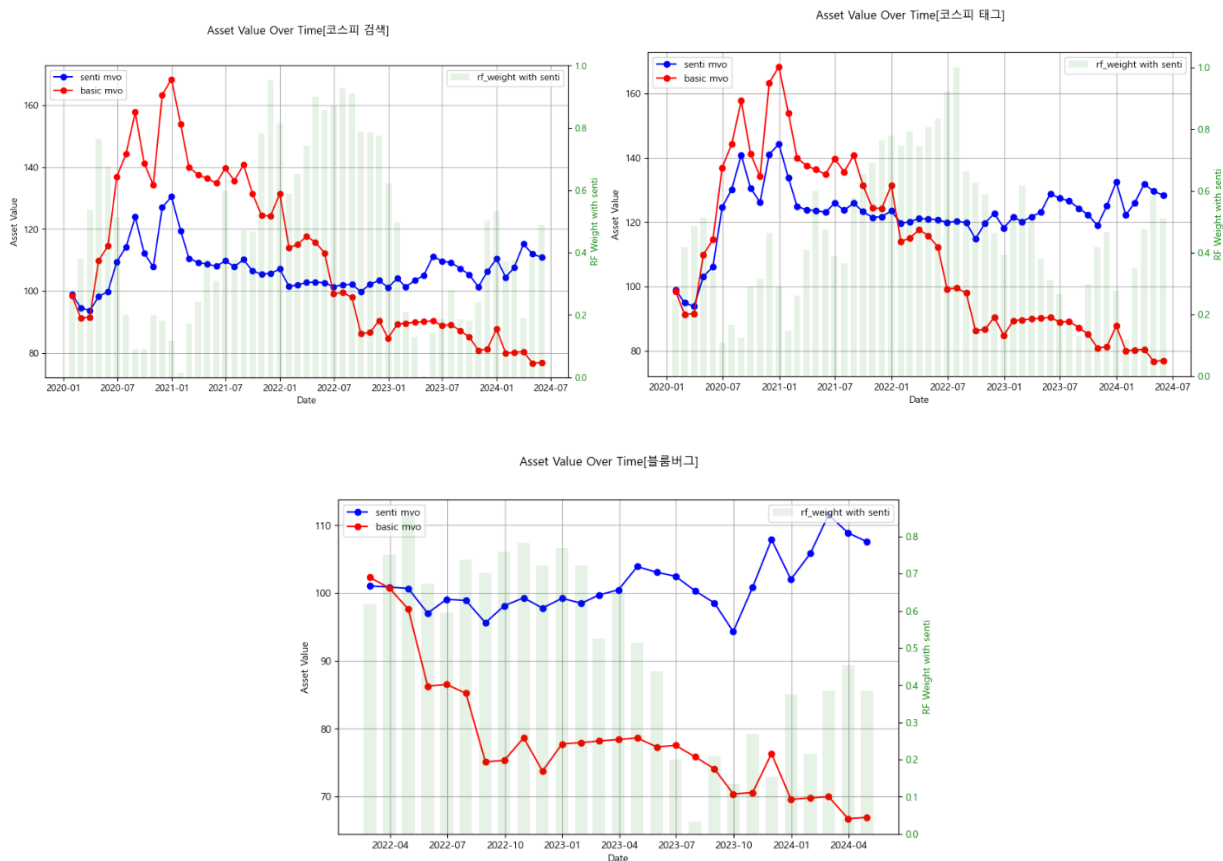 Asset Value Over Time[코스피 검색]
senti mvo
basic mvo
rf_weight with senti
Asset Value
160
140
120
100
80
1.0
0.8
0.6
0.4
0.2
0.0
RF Weight with senti
2020-01 2020-07 2021-01 2021-07 2022-01 2022-07 2023-01 2023-07 2024-01 2024-07
Date
Asset Value Over Time[코스피 태그]
senti mvo
basic mvo
rf_weight with senti
Asset Value
160
140
120
100
80
1.0
0.8
0.6
0.4
0.2
0.0
RF Weight with senti
2020-01 2020-07 2021-01 2021-07 2022-01 2022-07 2023-01 2023-07 2024-01 2024-07
Date
Asset Value Over Time[블룸버그]
senti mvo
basic mvo
rf_weight with senti
Asset Value
110
100
90
80
70
0.8
0.7
0.6
0.5
0.4
0.3
0.2
0.1
0.0
RF Weight with senti
2022-04 2022-07 2022-10 2023-01 2023-04 2023-07 2023-10 2024-01 2024-04
Date